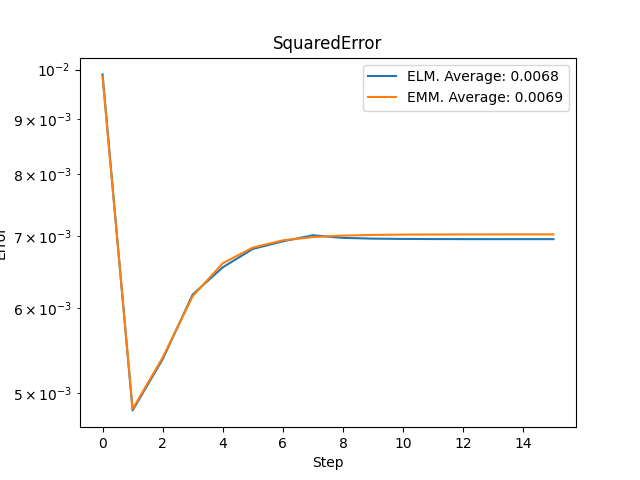 SquaredError
ELM. Average: 0.0068
EMM. Average: 0.0069
10⁻²
9 × 10⁻³
8 × 10⁻³
7 × 10⁻³
6 × 10⁻³
5 × 10⁻³
Error
0 2 4 6 8 10 12 14
Step